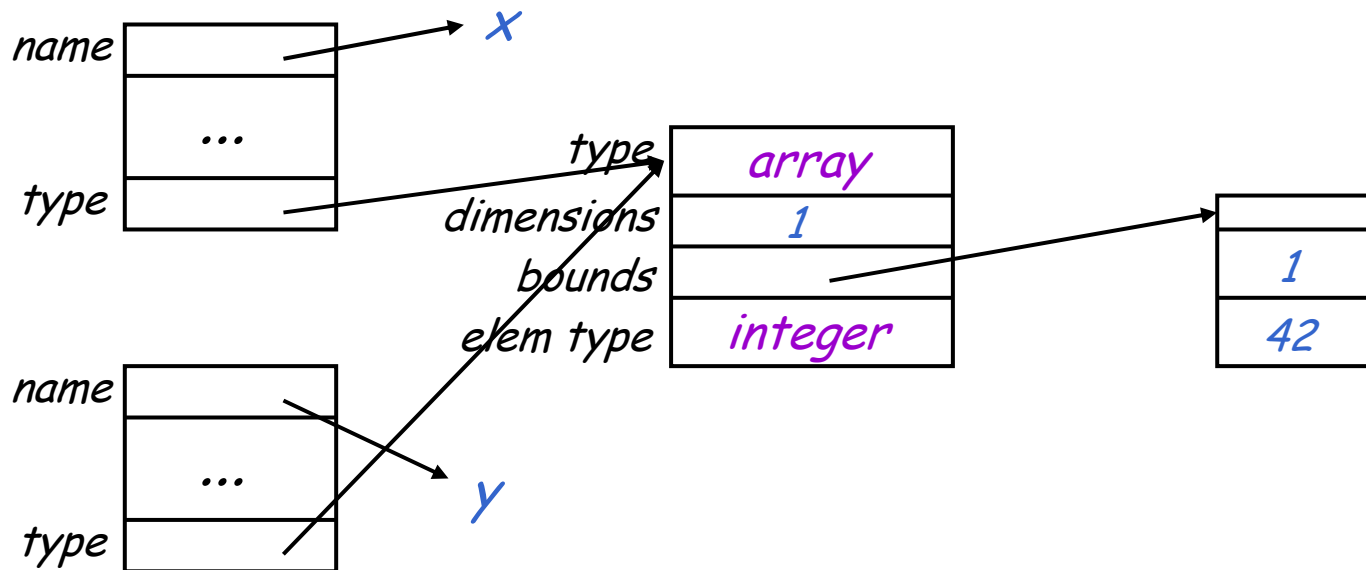 name
x
...
type
type
array
dimensions
1
bounds
elem type
integer
1
42
name
...
y
type